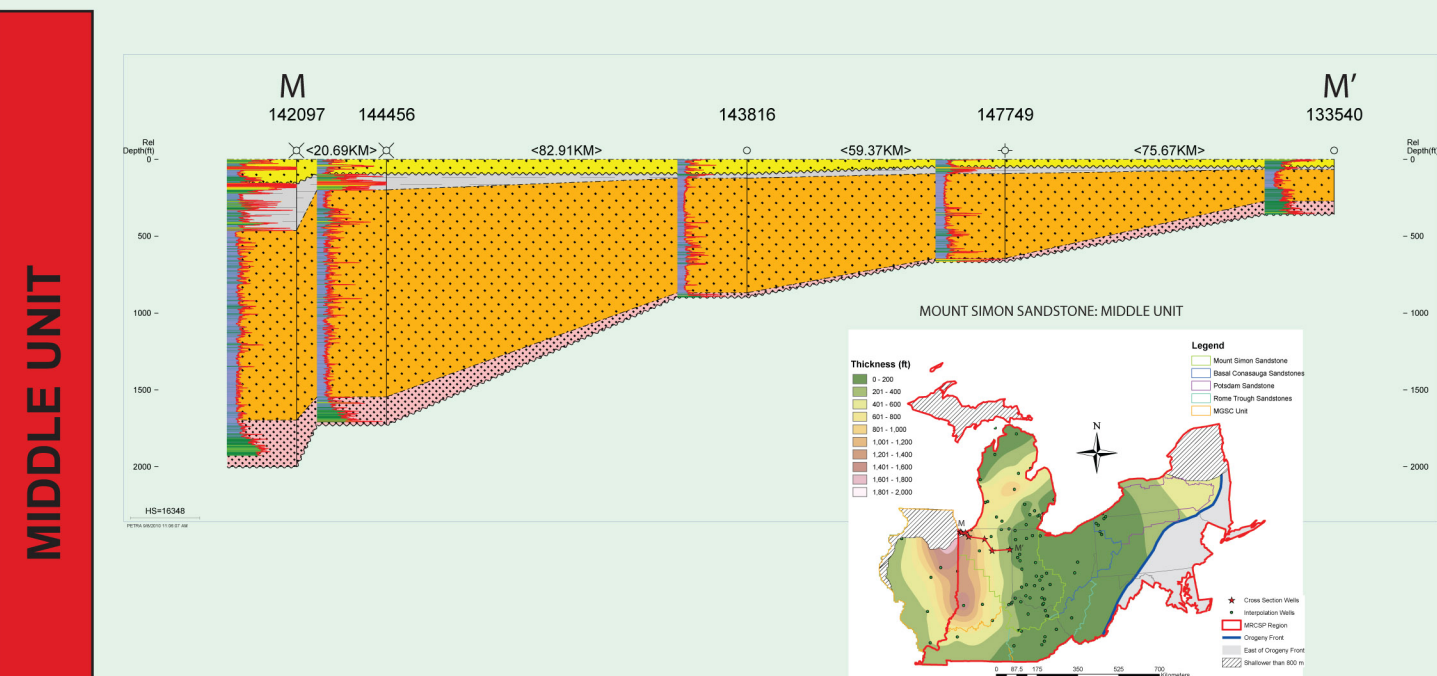 MIDDLE UNIT
M
M′
142097
144456
143816
147749
133540
Rel
Depth(ft)
<20.69KM>
<82.91KM>
<59.37KM>
<75.67KM>
Rel
Depth(ft
0
500
1000
1500
2000
0
500
1000
1500
2000
HS=16348
MOUNT SIMON SANDSTONE: MIDDLE UNIT
Thickness (ft)
0 - 200
201 - 400
401 - 600
601 - 800
801 - 1,000
1,001 - 1,200
1,201 - 1,400
1,401 - 1,600
1,601 - 1,800
1,801 - 2,000
Legend
Mount Simon Sandstone
Basal Conasauga Sandstones
Potsdam Sandstone
Rome Trough Sandstones
MGSC Unit
N
M
M'
Cross Section Wells
Interpolation Wells
MRCSP Region
Orogeny Front
East of Orogeny Front
Shallower than 800 m
0 87.5 175 350 525 700
Kilometers